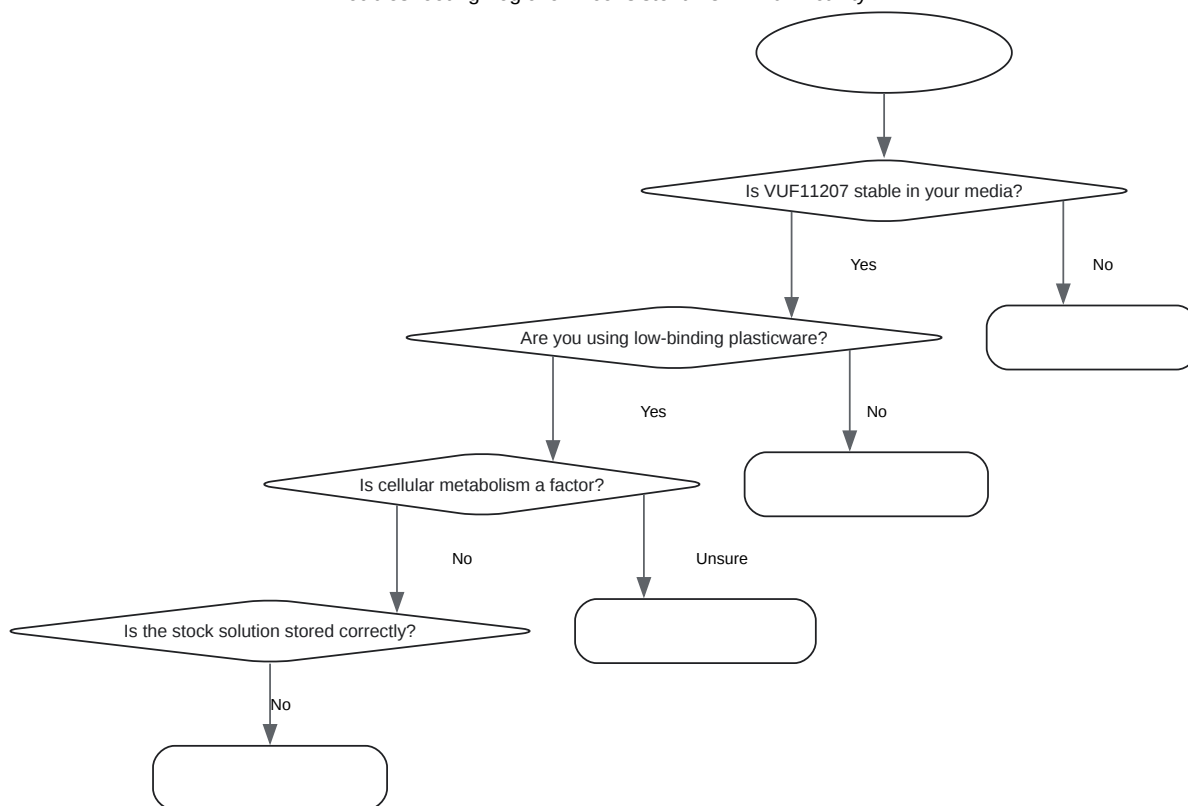 Is VUF11207 stable in your media?
Yes
No
Are you using low-binding plasticware?
Yes
No
Is cellular metabolism a factor?
No
Unsure
Is the stock solution stored correctly?
No